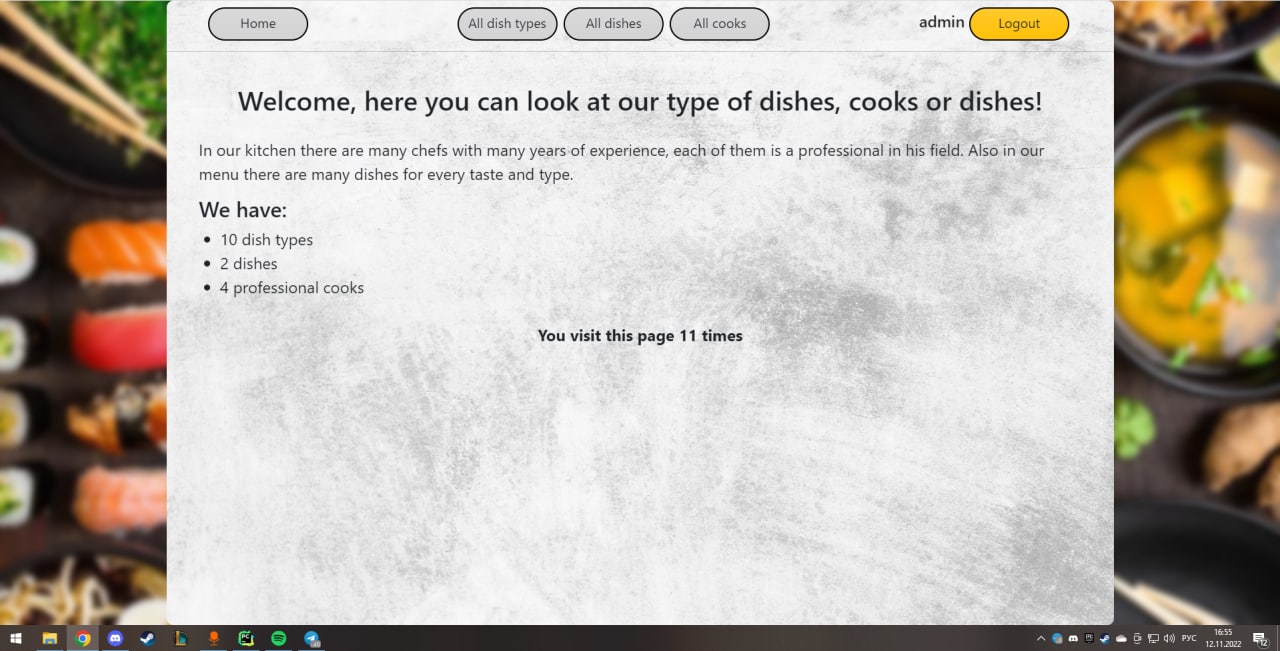 Home
All dish types
All dishes
All cooks
admin
Logout
Welcome, here you can look at our type of dishes, cooks or dishes!
In our kitchen there are many chefs with many years of experience, each of them is a professional in his field. Also in our
menu there are many dishes for every taste and type.
We have:
10 dish types
2 dishes
4 professional cooks
You visit this page 11 times
PC
РУС
16:55
12.11.2022
12